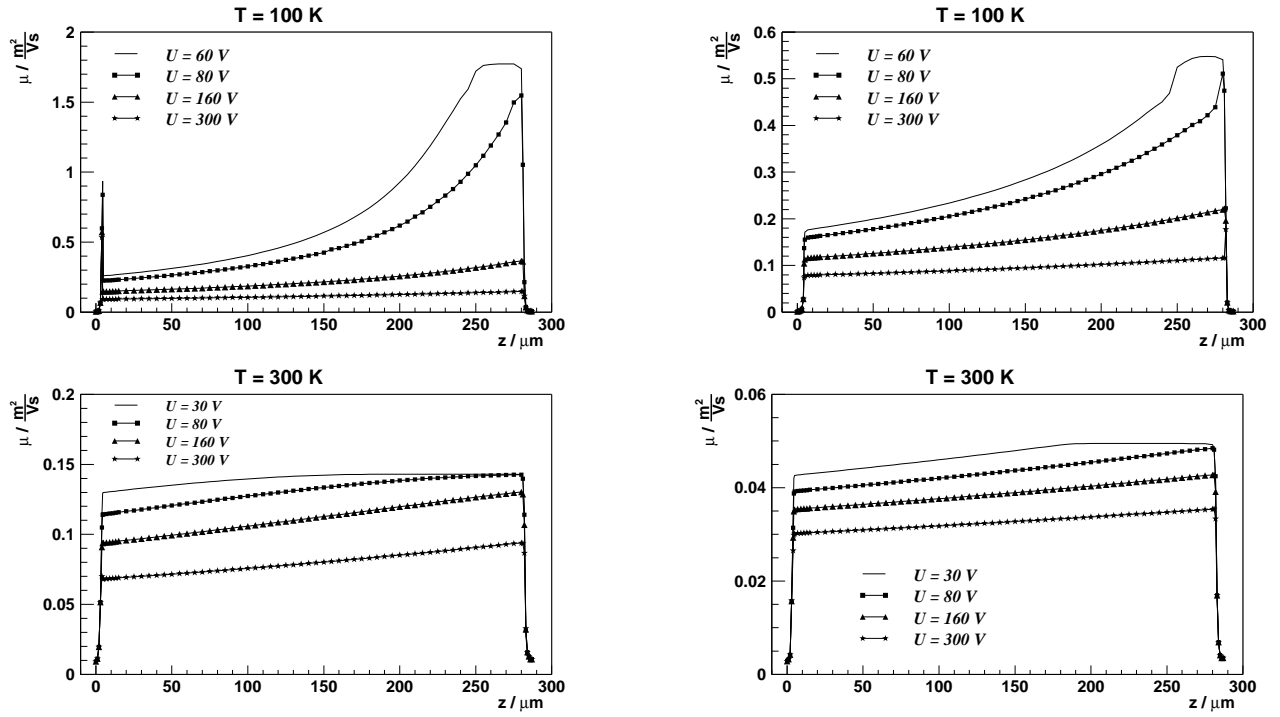 T = 100 K
μ / m²/Vs
2
1.5
1
0.5
0
U = 60 V
U = 80 V
U = 160 V
U = 300 V
0 50 100 150 200 250 300
z / μm
T = 100 K
μ / m²/Vs
0.6
0.5
0.4
0.3
0.2
0.1
0
U = 60 V
U = 80 V
U = 160 V
U = 300 V
0 50 100 150 200 250 300
z / μm
T = 300 K
μ / m²/Vs
0.2
0.15
0.1
0.05
0
U = 30 V
U = 80 V
U = 160 V
U = 300 V
0 50 100 150 200 250 300
z / μm
T = 300 K
μ / m²/Vs
0.06
0.04
0.02
0
U = 30 V
U = 80 V
U = 160 V
U = 300 V
0 50 100 150 200 250 300
z / μm